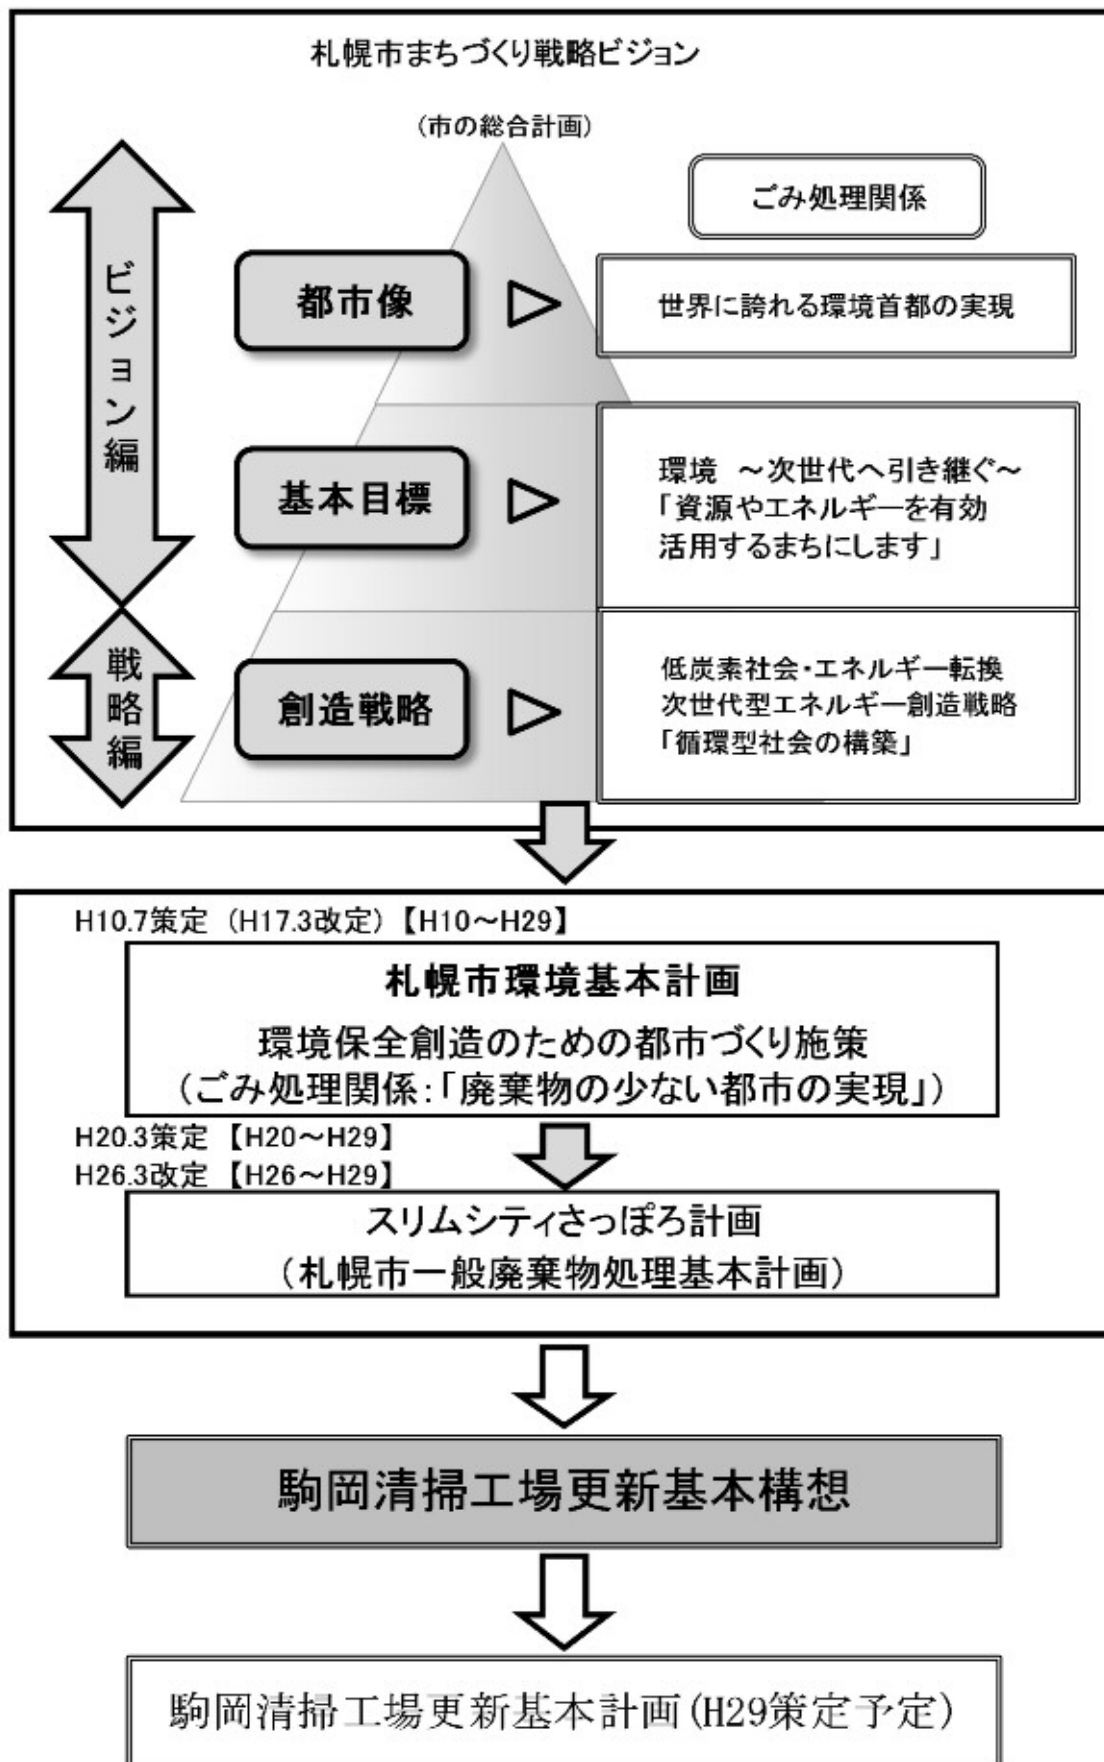 札幌市まちづくり戦略ビジョン
(市の総合計画)
ごみ処理関係
ビジョン編
都市像
世界に誇れる環境首都の実現
基本目標
環境 ～次世代へ引き継ぐ～
「資源やエネルギーを有効
活用するまちにします」
戦略編
創造戦略
低炭素社会・エネルギー転換
次世代型エネルギー創造戦略
「循環型社会の構築」
H10.7策定 (H17.3改定) 【H10～H29】
札幌市環境基本計画
環境保全創造のための都市づくり施策
(ごみ処理関係:「廃棄物の少ない都市の実現」)
H20.3策定 【H20～H29】
H26.3改定 【H26～H29】
スリムシティさっぽろ計画
(札幌市一般廃棄物処理基本計画)
駒岡清掃工場更新基本構想
駒岡清掃工場更新基本計画(H29策定予定)